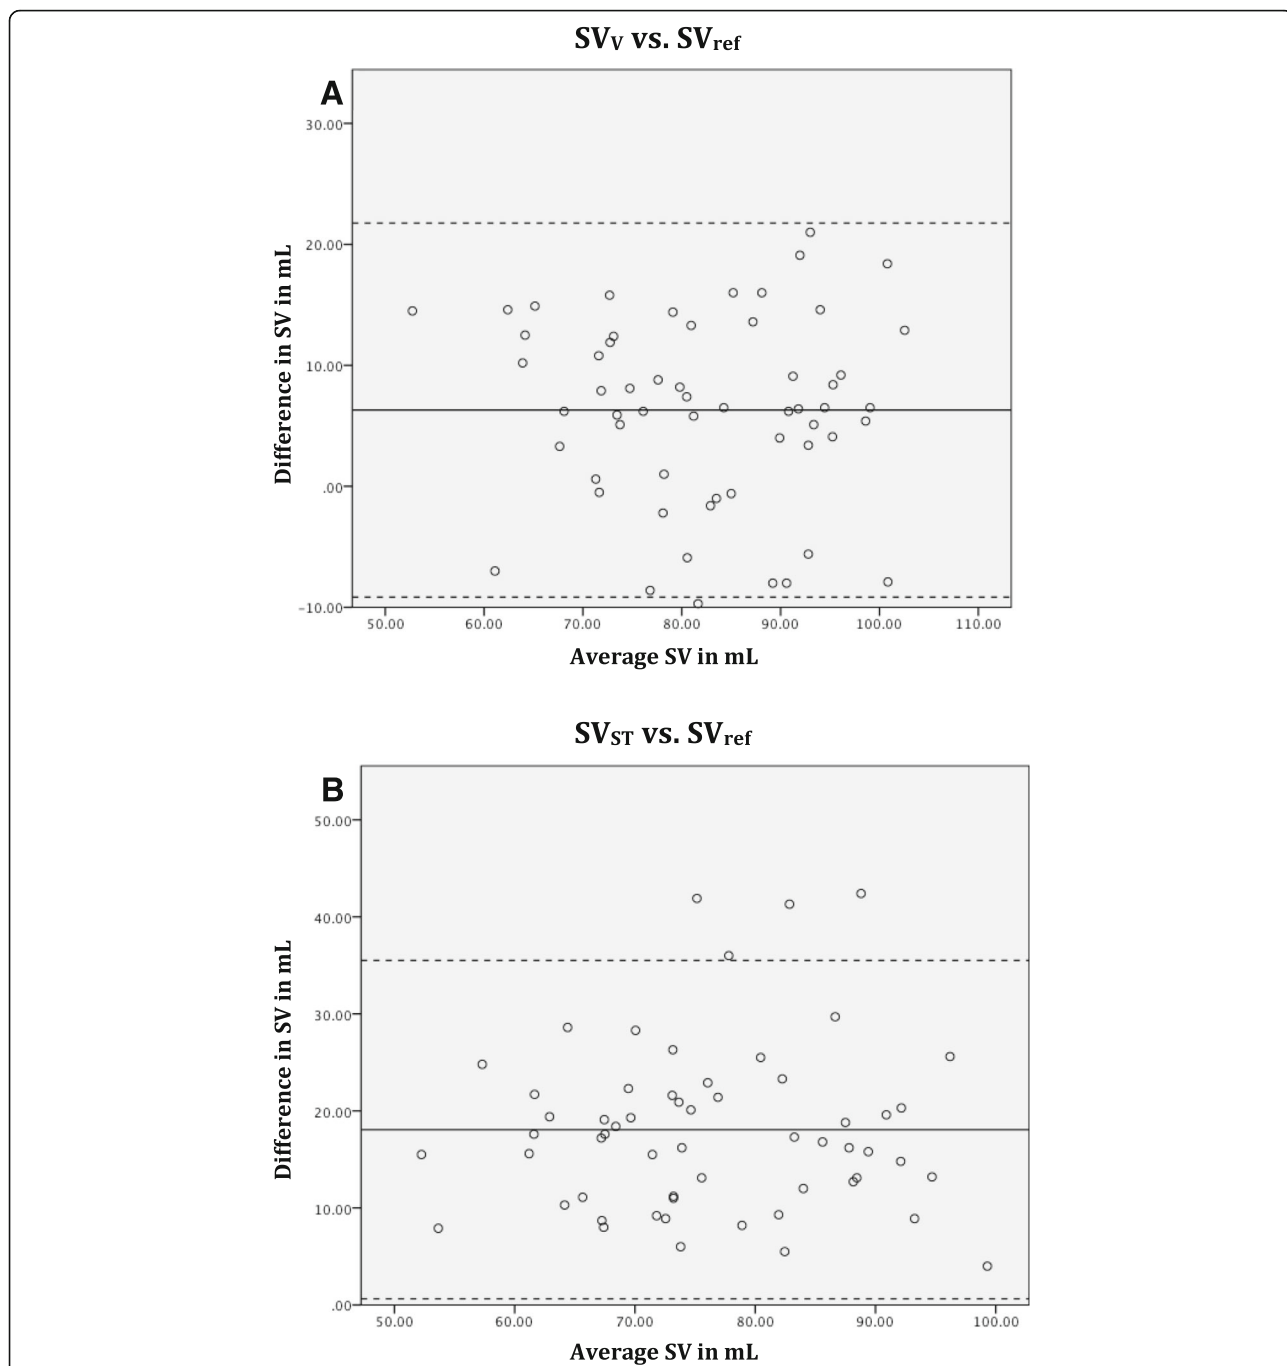 SVV vs. SVref
A
30.00
20.00
10.00
.00
-10.00
Difference in SV in mL
50.00 60.00 70.00 80.00 90.00 100.00 110.00
Average SV in mL
SVST vs. SVref
B
50.00
40.00
30.00
20.00
10.00
.00
Difference in SV in mL
50.00 60.00 70.00 80.00 90.00 100.00
Average SV in mL